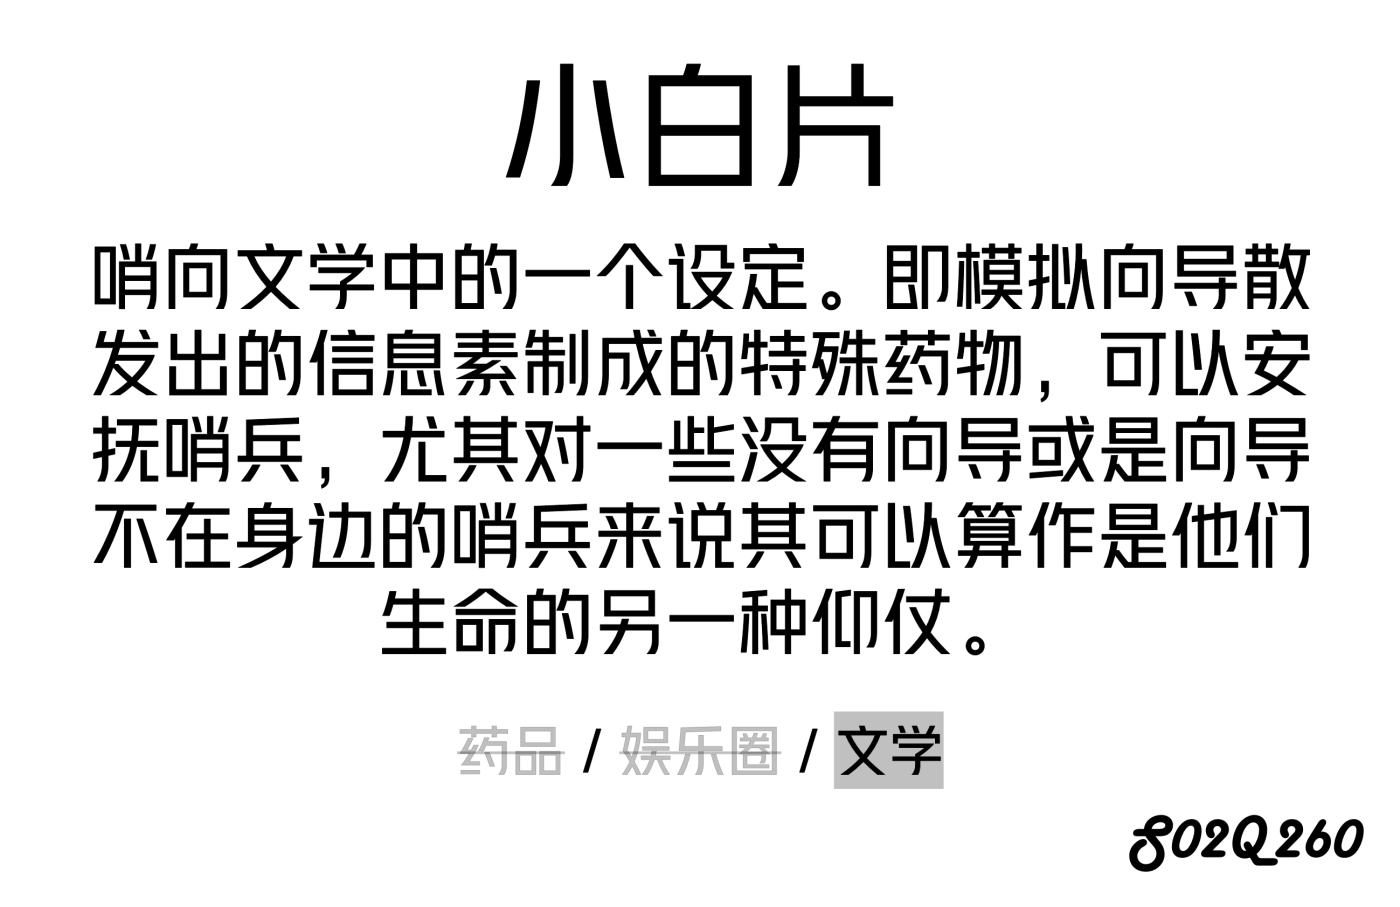 小白片
哨向文学中的一个设定。即模拟向导散
发出的信息素制成的特殊药物，可以安
抚哨兵，尤其对一些没有向导或是向导
不在身边的哨兵来说其可以算作是他们
生命的另一种仰仗。
药品 / 娱乐圈 / 文学
S02Q260